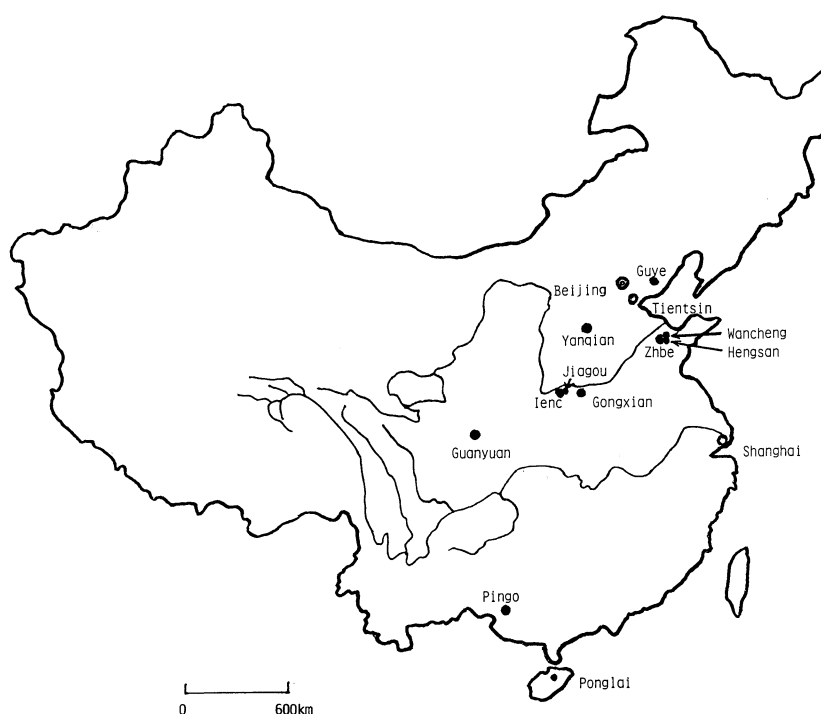 Guye
Beijing
Tientsin
Yanqian
Wancheng
Zhbe
Hengsan
Jiagou
Ienc
Gongxian
Guanyuan
Shanghai
Pingo
Ponglai
0
600km